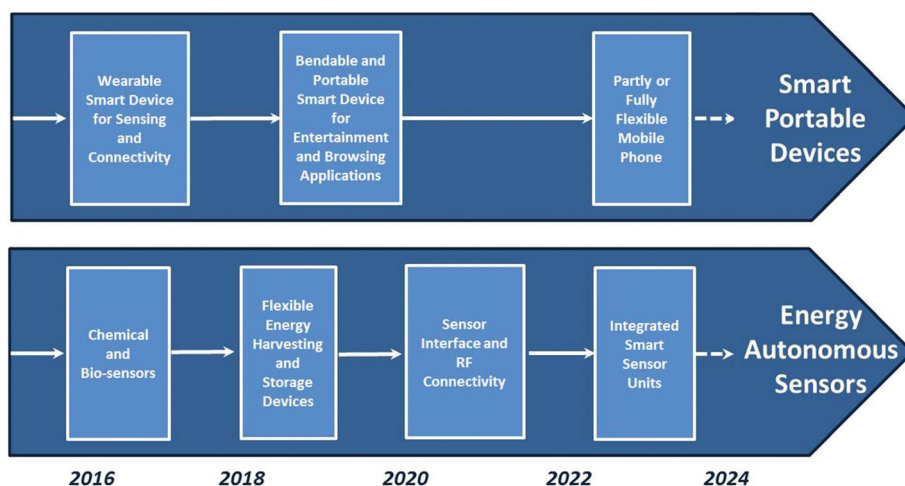 Wearable
Smart Device
for Sensing
and
Connectivity
Bendable and
Portable
Smart Device
for
Entertainment
and Browsing
Applications
Partly or
Fully
Flexible
Mobile
Phone
Smart
Portable
Devices
Chemical
and
Bio-sensors
Flexible
Energy
Harvesting
and
Storage
Devices
Sensor
Interface and
RF
Connectivity
Integrated
Smart
Sensor
Units
Energy
Autonomous
Sensors
2016
2018
2020
2022
2024